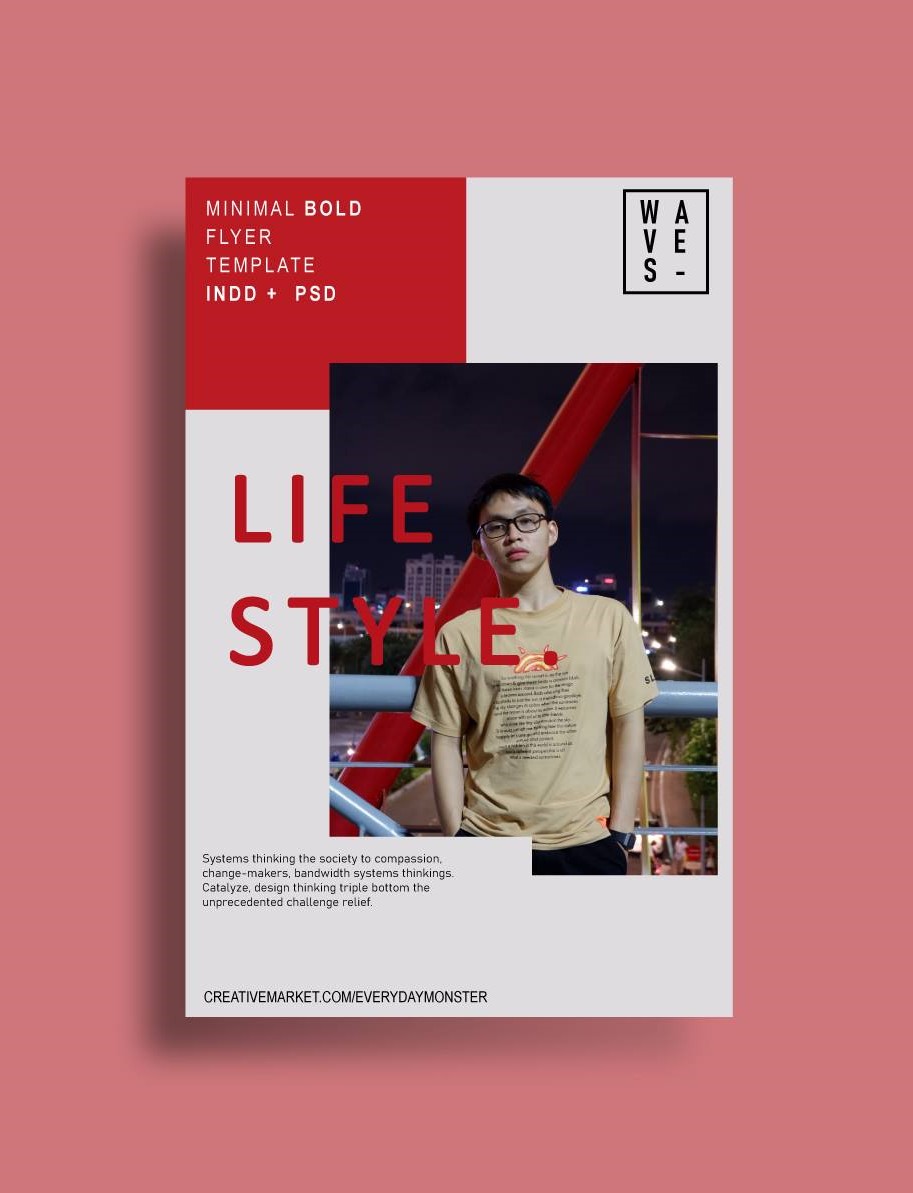 MINIMAL BOLD
FLYER
TEMPLATE
INDD + PSD
W A
V E
S -
LIFE
STYLE.
Systems thinking the society to compassion,
change-makers, bandwidth systems thinkings.
Catalyze, design thinking triple bottom the
unprecedented challenge relief.
CREATIVEMARKET.COM/EVERYDAYMONSTER